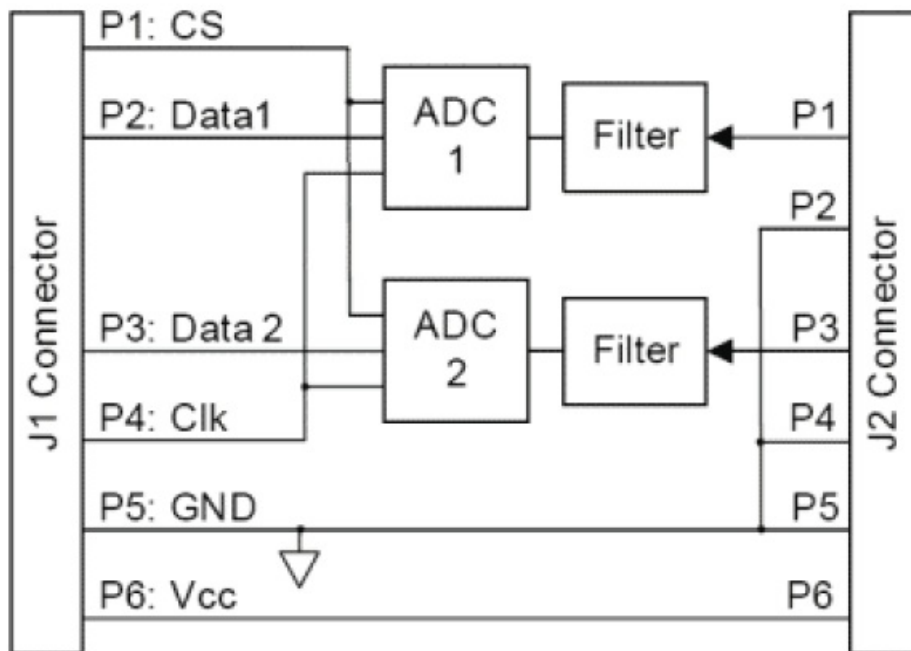 J1 Connector
P1: CS
P2: Data1
P3: Data 2
P4: Clk
P5: GND
P6: Vcc
ADC
1
Filter
ADC
2
Filter
P1
P2
P3
P4
P5
P6
J2 Connector